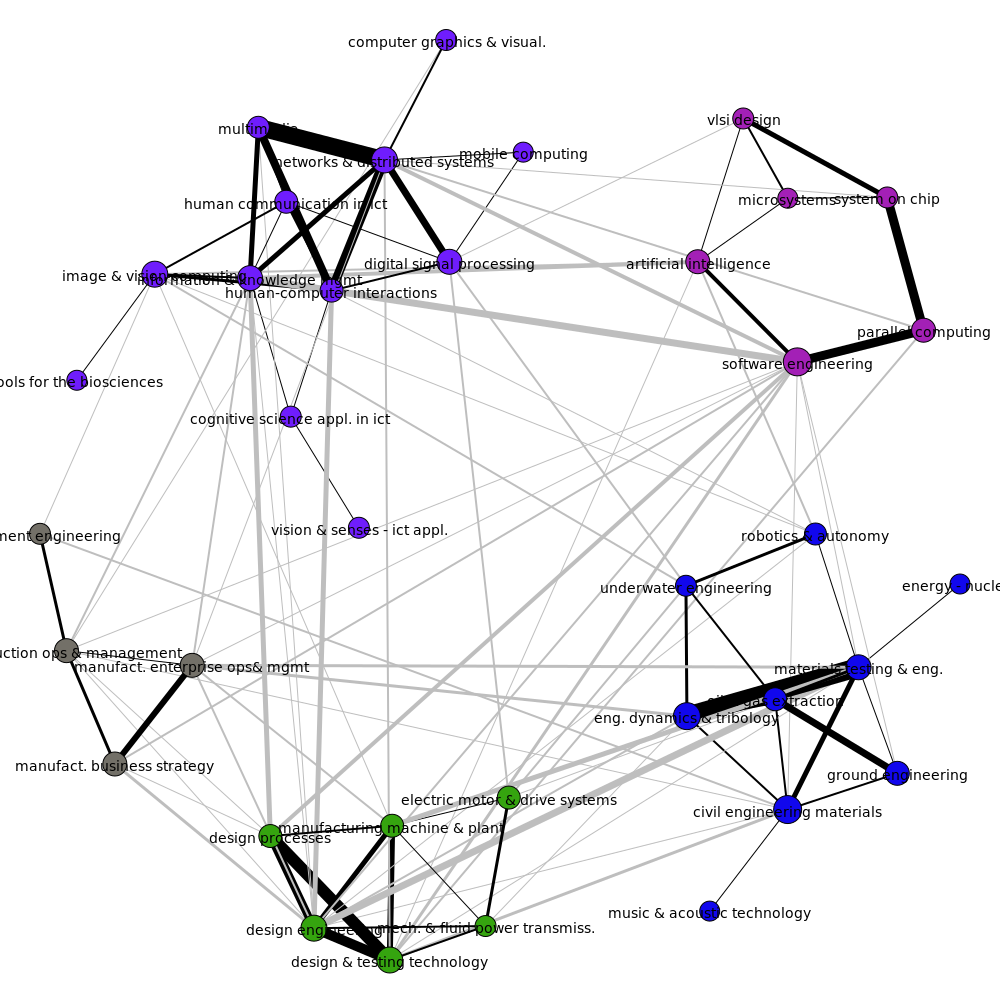 computer graphics & visual.
vlsi design
multimedia
mobile computing
networks & distributed systems
microsystems
system on chip
human communication in ict
digital signal processing
artificial intelligence
image & vision computing
information & knowledge mgmt
human-computer interactions
parallel computing
software engineering
ools for the biosciences
cognitive science appl. in ict
vision & senses - ict appl.
ment engineering
robotics & autonomy
underwater engineering
energy - nucle
uction ops & management
manufact. enterprise ops& mgmt
materials testing & eng.
oil & gas extraction
eng. dynamics & tribology
manufact. business strategy
ground engineering
electric motor & drive systems
civil engineering materials
manufacturing machine & plant
design processes
music & acoustic technology
design engineering
mech. & fluid power transmiss.
design & testing technology